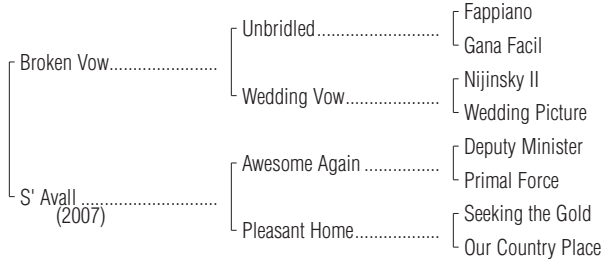 Fappiano
Unbridled..........................
Gana Facil
Broken Vow.......................
Nijinsky II
Wedding Vow....................
Wedding Picture
Deputy Minister
Awesome Again ................
Primal Force
S' Avall .............................
(2007)
Seeking the Gold
Pleasant Home..................
Our Country Place